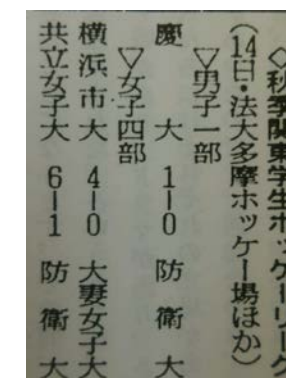 ◇秋季関東学生ホッケーリーグ
(14日・法大多摩ホッケー場ほか)
▽男子一部
慶大 1―0 防衛大
▽女子四部
横浜市大 4―0 大妻女子大
共立女子大 6―1 防衛大